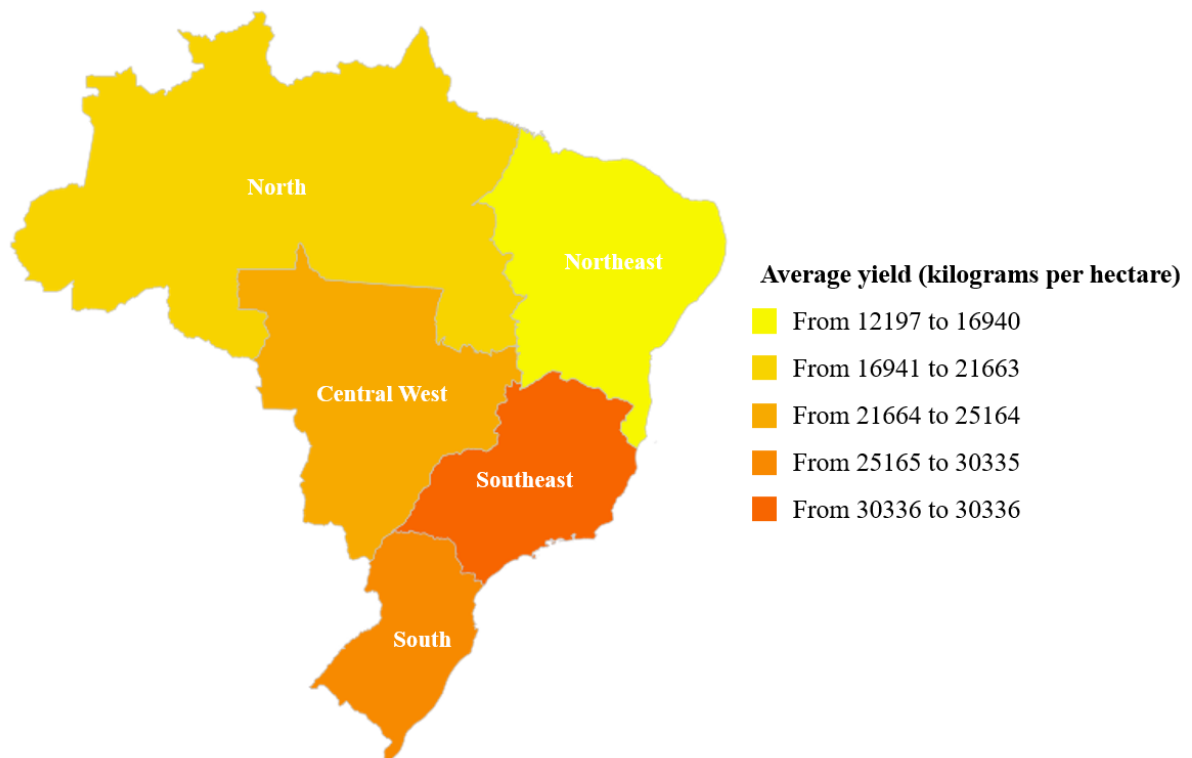 North
Northeast
Central West
Southeast
South
Average yield (kilograms per hectare)
From 12197 to 16940
From 16941 to 21663
From 21664 to 25164
From 25165 to 30335
From 30336 to 30336